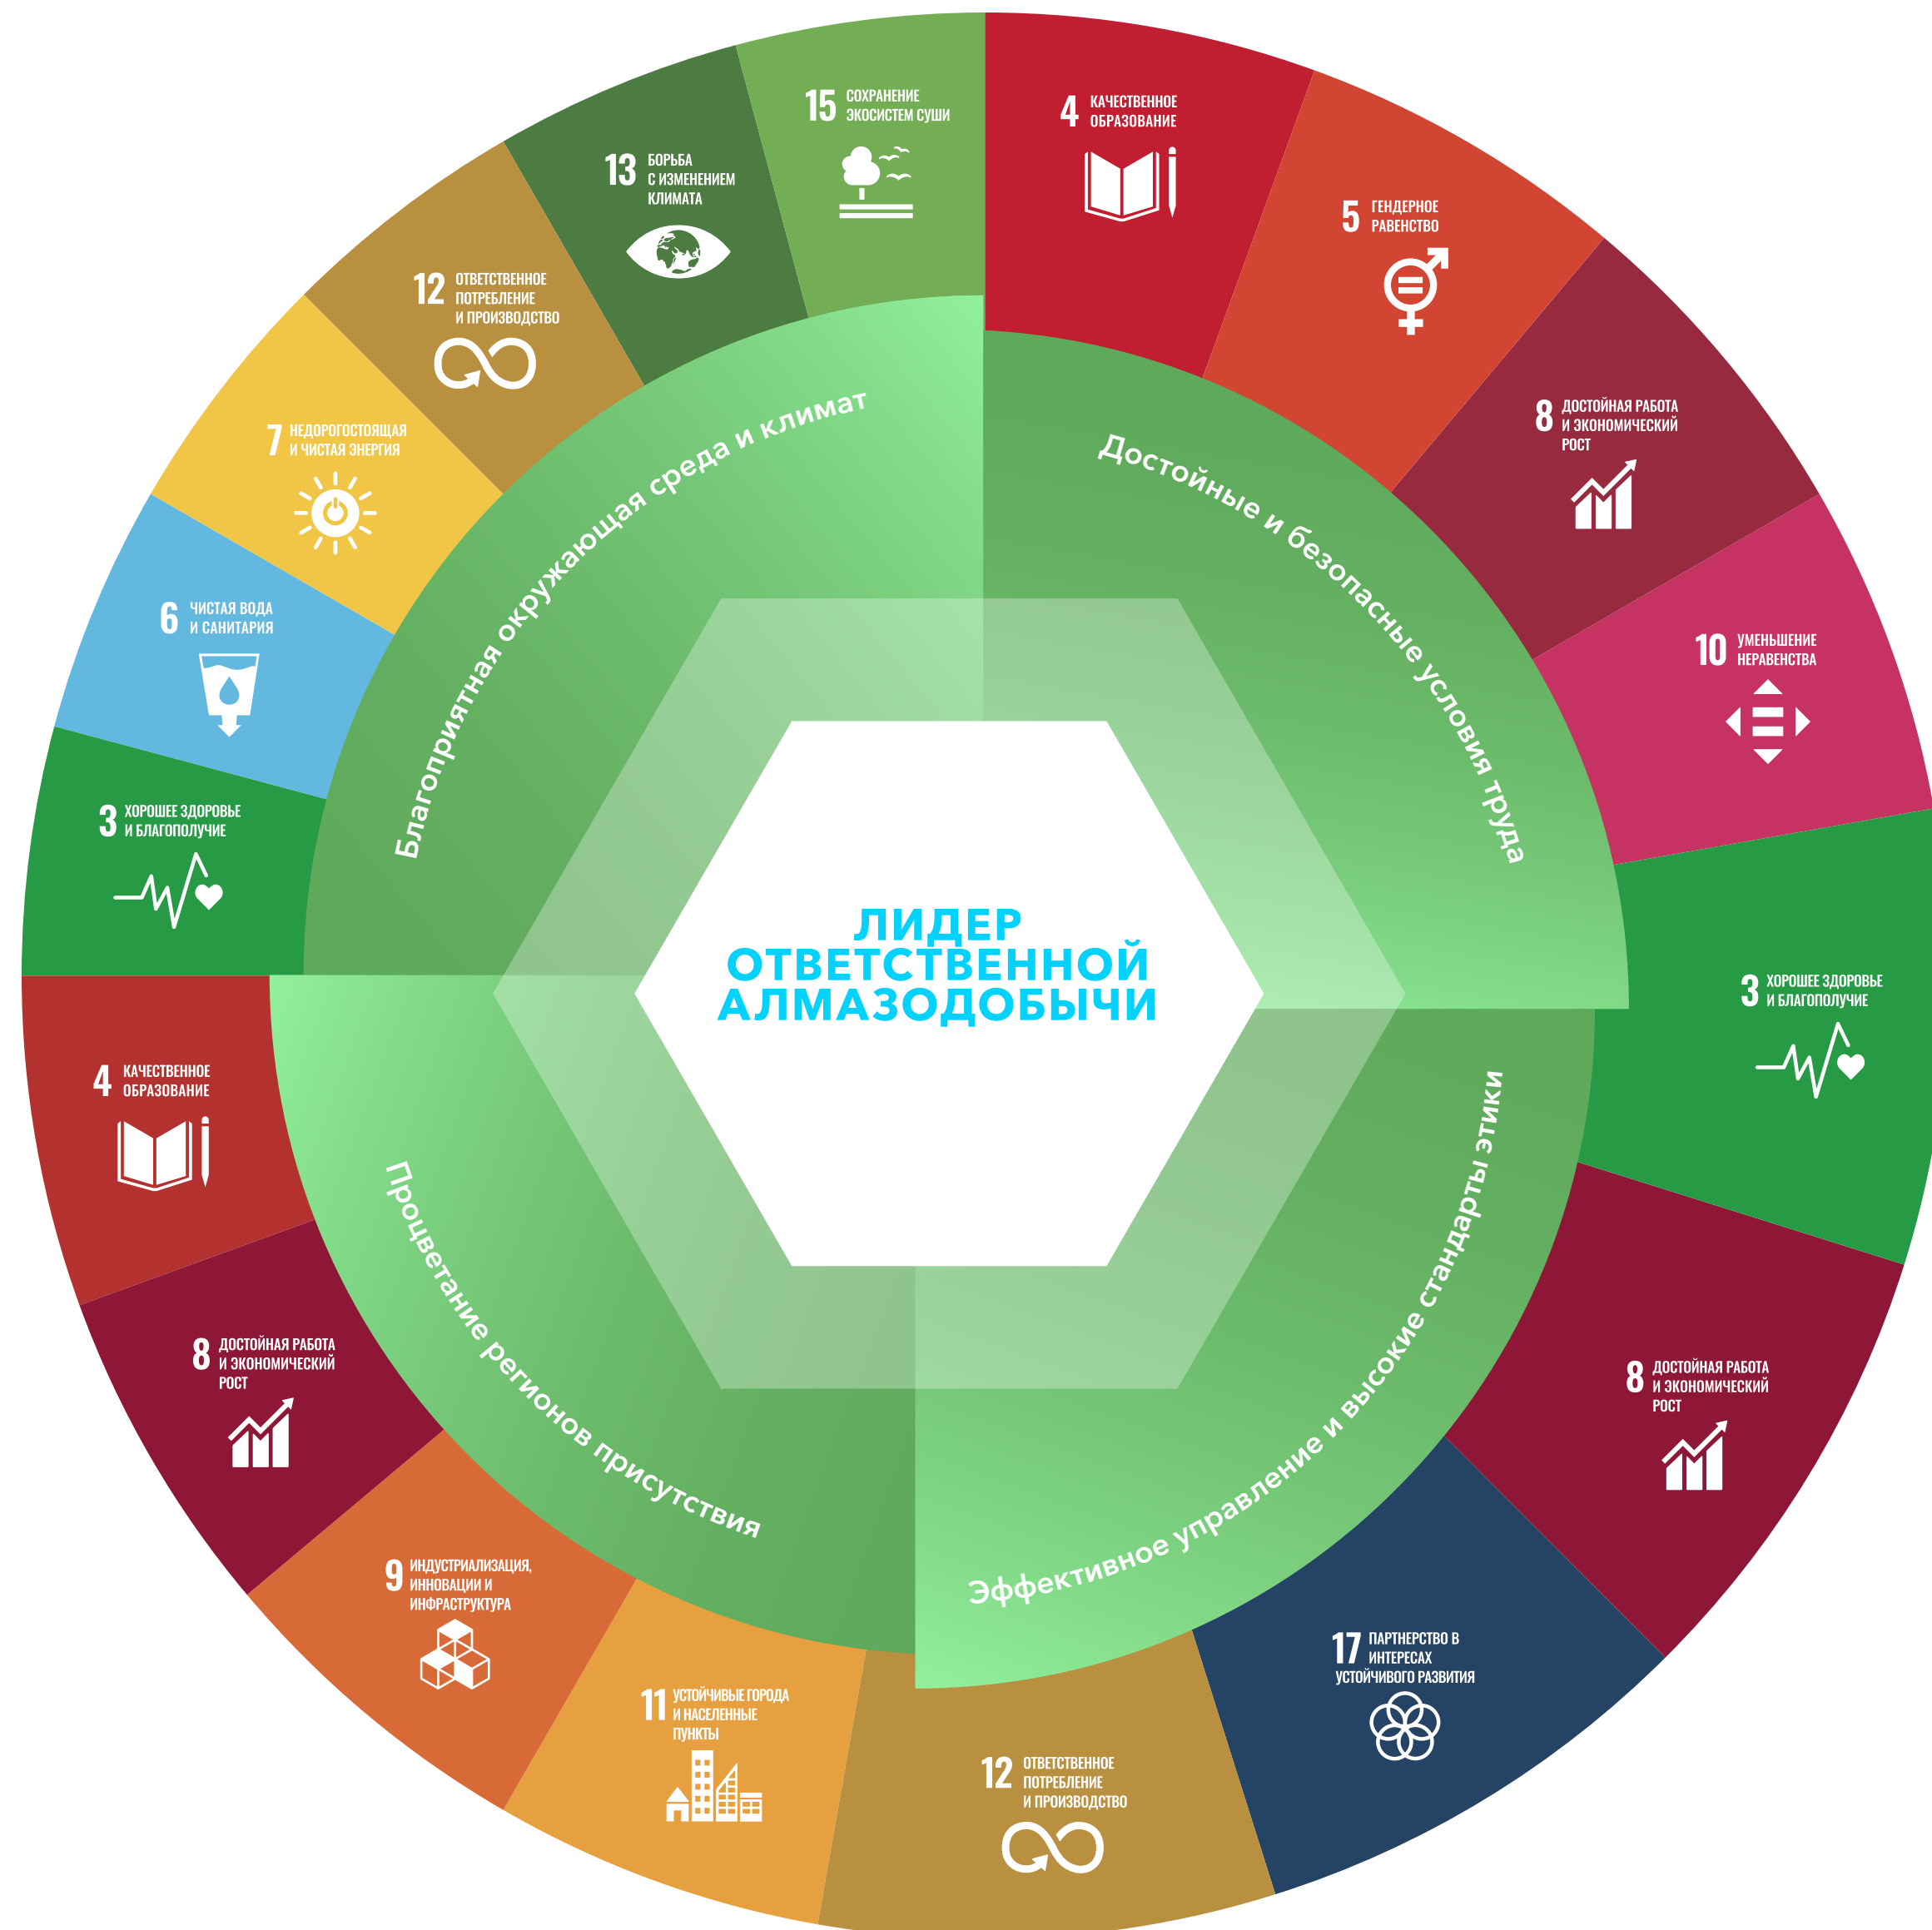 15 СОХРАНЕНИЕ
ЭКОСИСТЕМ СУШИ
4 КАЧЕСТВЕННОЕ
ОБРАЗОВАНИЕ
5 ГЕНДЕРНОЕ
РАВЕНСТВО
8 ДОСТОЙНАЯ РАБОТА
И ЭКОНОМИЧЕСКИЙ
РОСТ
10 УМЕНЬШЕНИЕ
НЕРАВЕНСТВА
3 ХОРОШЕЕ ЗДОРОВЬЕ
И БЛАГОПОЛУЧИЕ
8 ДОСТОЙНАЯ РАБОТА
И ЭКОНОМИЧЕСКИЙ
РОСТ
17 ПАРТНЕРСТВО В
ИНТЕРЕСАХ
УСТОЙЧИВОГО РАЗВИТИЯ
12 ОТВЕТСТВЕННОЕ
ПОТРЕБЛЕНИЕ
И ПРОИЗВОДСТВО
11 УСТОЙЧИВЫЕ ГОРОДА
И НАСЕЛЕННЫЕ
ПУНКТЫ
9 ИНДУСТРИАЛИЗАЦИЯ,
ИННОВАЦИИ И
ИНФРАСТРУКТУРА
8 ДОСТОЙНАЯ РАБОТА
И ЭКОНОМИЧЕСКИЙ
РОСТ
4 КАЧЕСТВЕННОЕ
ОБРАЗОВАНИЕ
3 ХОРОШЕЕ ЗДОРОВЬЕ
И БЛАГОПОЛУЧИЕ
6 ЧИСТАЯ ВОДА
И САНИТАРИЯ
7 НЕДОРОГОСТОЯЩАЯ
И ЧИСТАЯ ЭНЕРГИЯ
12 ОТВЕТСТВЕННОЕ
ПОТРЕБЛЕНИЕ
И ПРОИЗВОДСТВО
13 БОРЬБА
С ИЗМЕНЕНИЕМ
КЛИМАТА
Благоприятная окружающая среда и климат
Достойные и безопасные условия труда
Эффективное управление и высокие стандарты этики
Процветание регионов присутствия
ЛИДЕР
ОТВЕТСТВЕННОЙ
АЛМАЗОДОБЫЧИ